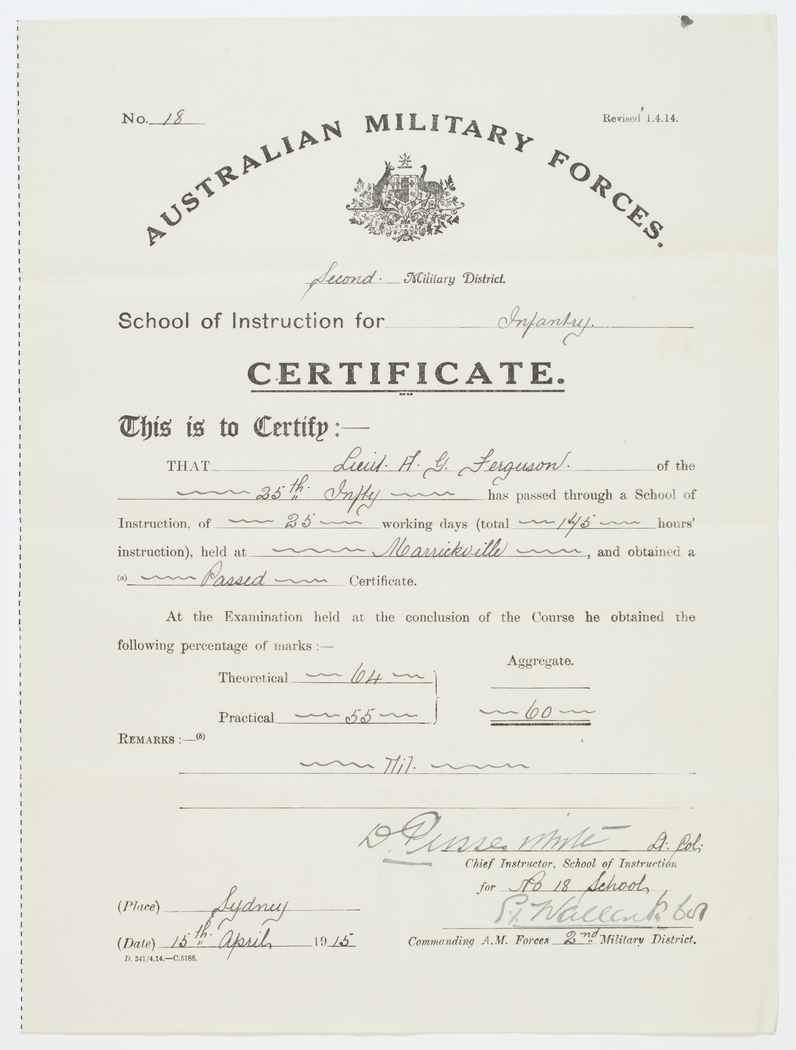 No. 18
Revised 1.4.14.
AUSTRALIAN MILITARY FORCES.
Second Military District.
School of Instruction for Infantry.
CERTIFICATE.
This is to Certify:—
THAT Lieut. H. G. Ferguson. of the
25th Infty has passed through a School of
Instruction, of 25 working days (total 145 hours'
instruction), held at Marrickville, and obtained a
(a) Passed Certificate.
At the Examination held at the conclusion of the Course he obtained the
following percentage of marks :—
Aggregate.
Theoretical 64
Practical 55
60
REMARKS :—(b)
Nil.
D. White Lt. Col.
Chief Instructor, School of Instruction
for No 18 School,
(Place) Sydney
Wallack Col
(Date) 15th April, 1915
Commanding A.M. Forces 2nd Military District.
D. 341/4.14.—C.5188.